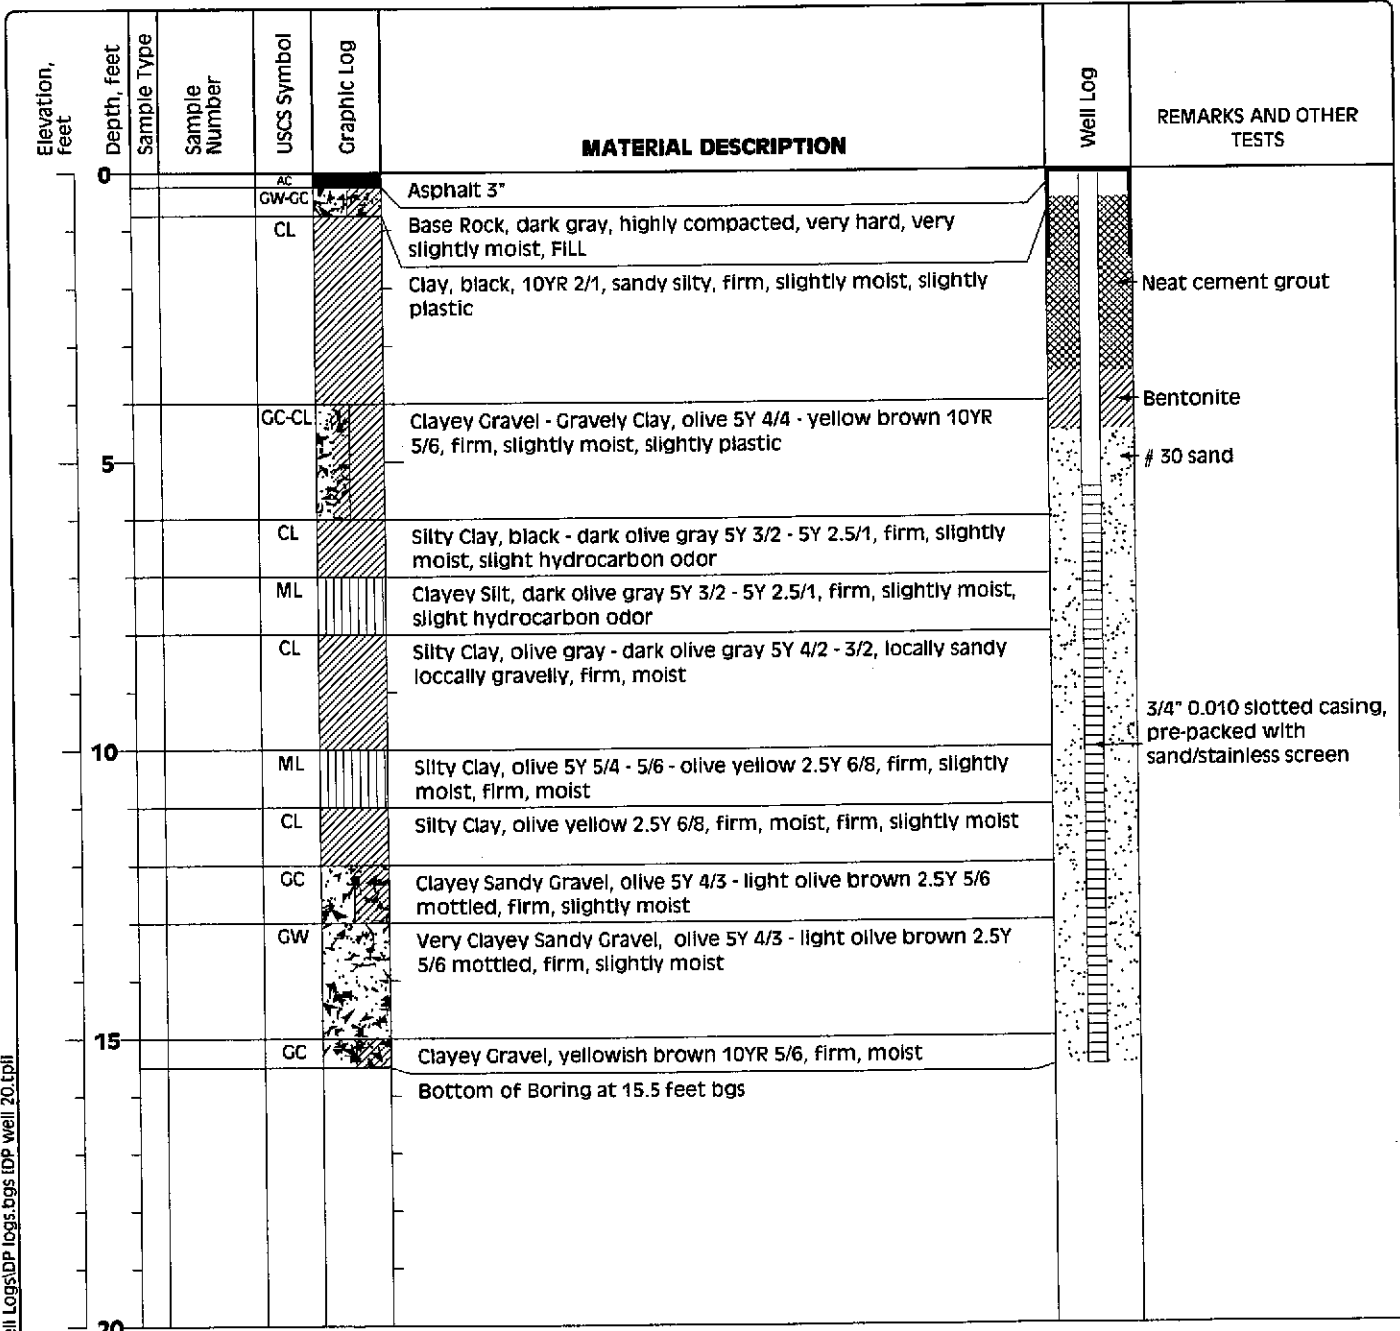 Elevation,
feet
Depth, feet
Sample Type
Sample
Number
USCS Symbol
Graphic Log
MATERIAL DESCRIPTION
Well Log
REMARKS AND OTHER
TESTS
0
AC
Asphalt 3"
GW-GC
Base Rock, dark gray, highly compacted, very hard, very
slightly moist, FILL
CL
Clay, black, 10YR 2/1, sandy silty, firm, slightly moist, slightly
plastic
Neat cement grout
Bentonite
GC-CL
Clayey Gravel - Gravely Clay, olive 5Y 4/4 - yellow brown 10YR
5/6, firm, slightly moist, slightly plastic
# 30 sand
5
CL
Silty Clay, black - dark olive gray 5Y 3/2 - 5Y 2.5/1, firm, slightly
moist, slight hydrocarbon odor
ML
Clayey Silt, dark olive gray 5Y 3/2 - 5Y 2.5/1, firm, slightly moist,
slight hydrocarbon odor
CL
Silty Clay, olive gray - dark olive gray 5Y 4/2 - 3/2, locally sandy
loccally gravelly, firm, moist
3/4" 0.010 slotted casing,
pre-packed with
sand/stainless screen
10
ML
Silty Clay, olive 5Y 5/4 - 5/6 - olive yellow 2.5Y 6/8, firm, slightly
moist, firm, moist
CL
Silty Clay, olive yellow 2.5Y 6/8, firm, moist, firm, slightly moist
GC
Clayey Sandy Gravel, olive 5Y 4/3 - light olive brown 2.5Y 5/6
mottled, firm, slightly moist
GW
Very Clayey Sandy Gravel, olive 5Y 4/3 - light olive brown 2.5Y
5/6 mottled, firm, slightly moist
15
GC
Clayey Gravel, yellowish brown 10YR 5/6, firm, moist
Bottom of Boring at 15.5 feet bgs
20
Logs\DP logs.bgs [DP well 20.tpl]